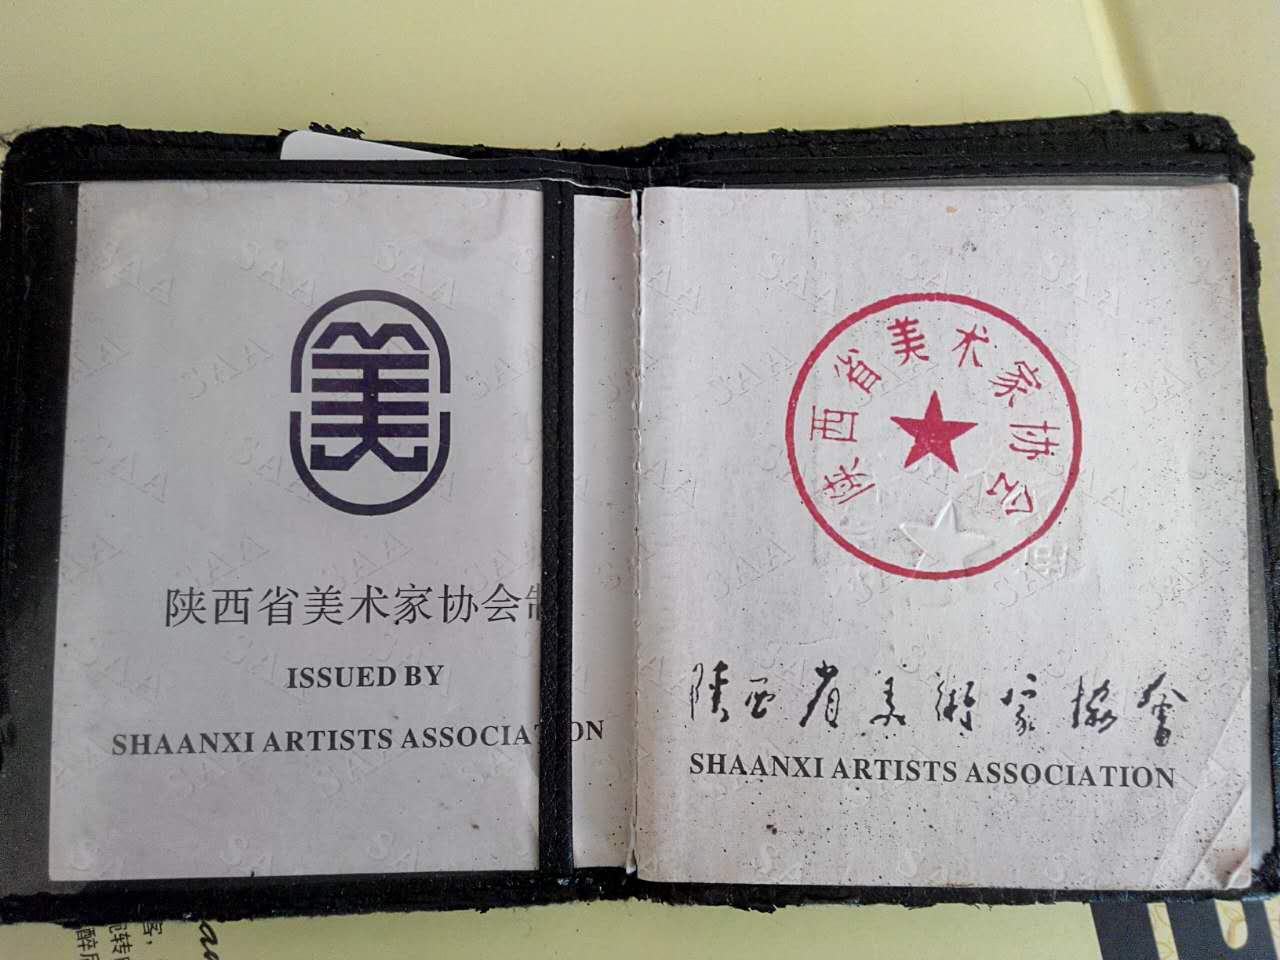 美
陕西省美术家协会制
ISSUED BY
SHAANXI ARTISTS ASSOCIATION
陕西省美术家协会
陕西省美術家協會
SHAANXI ARTISTS ASSOCIATION
SAA